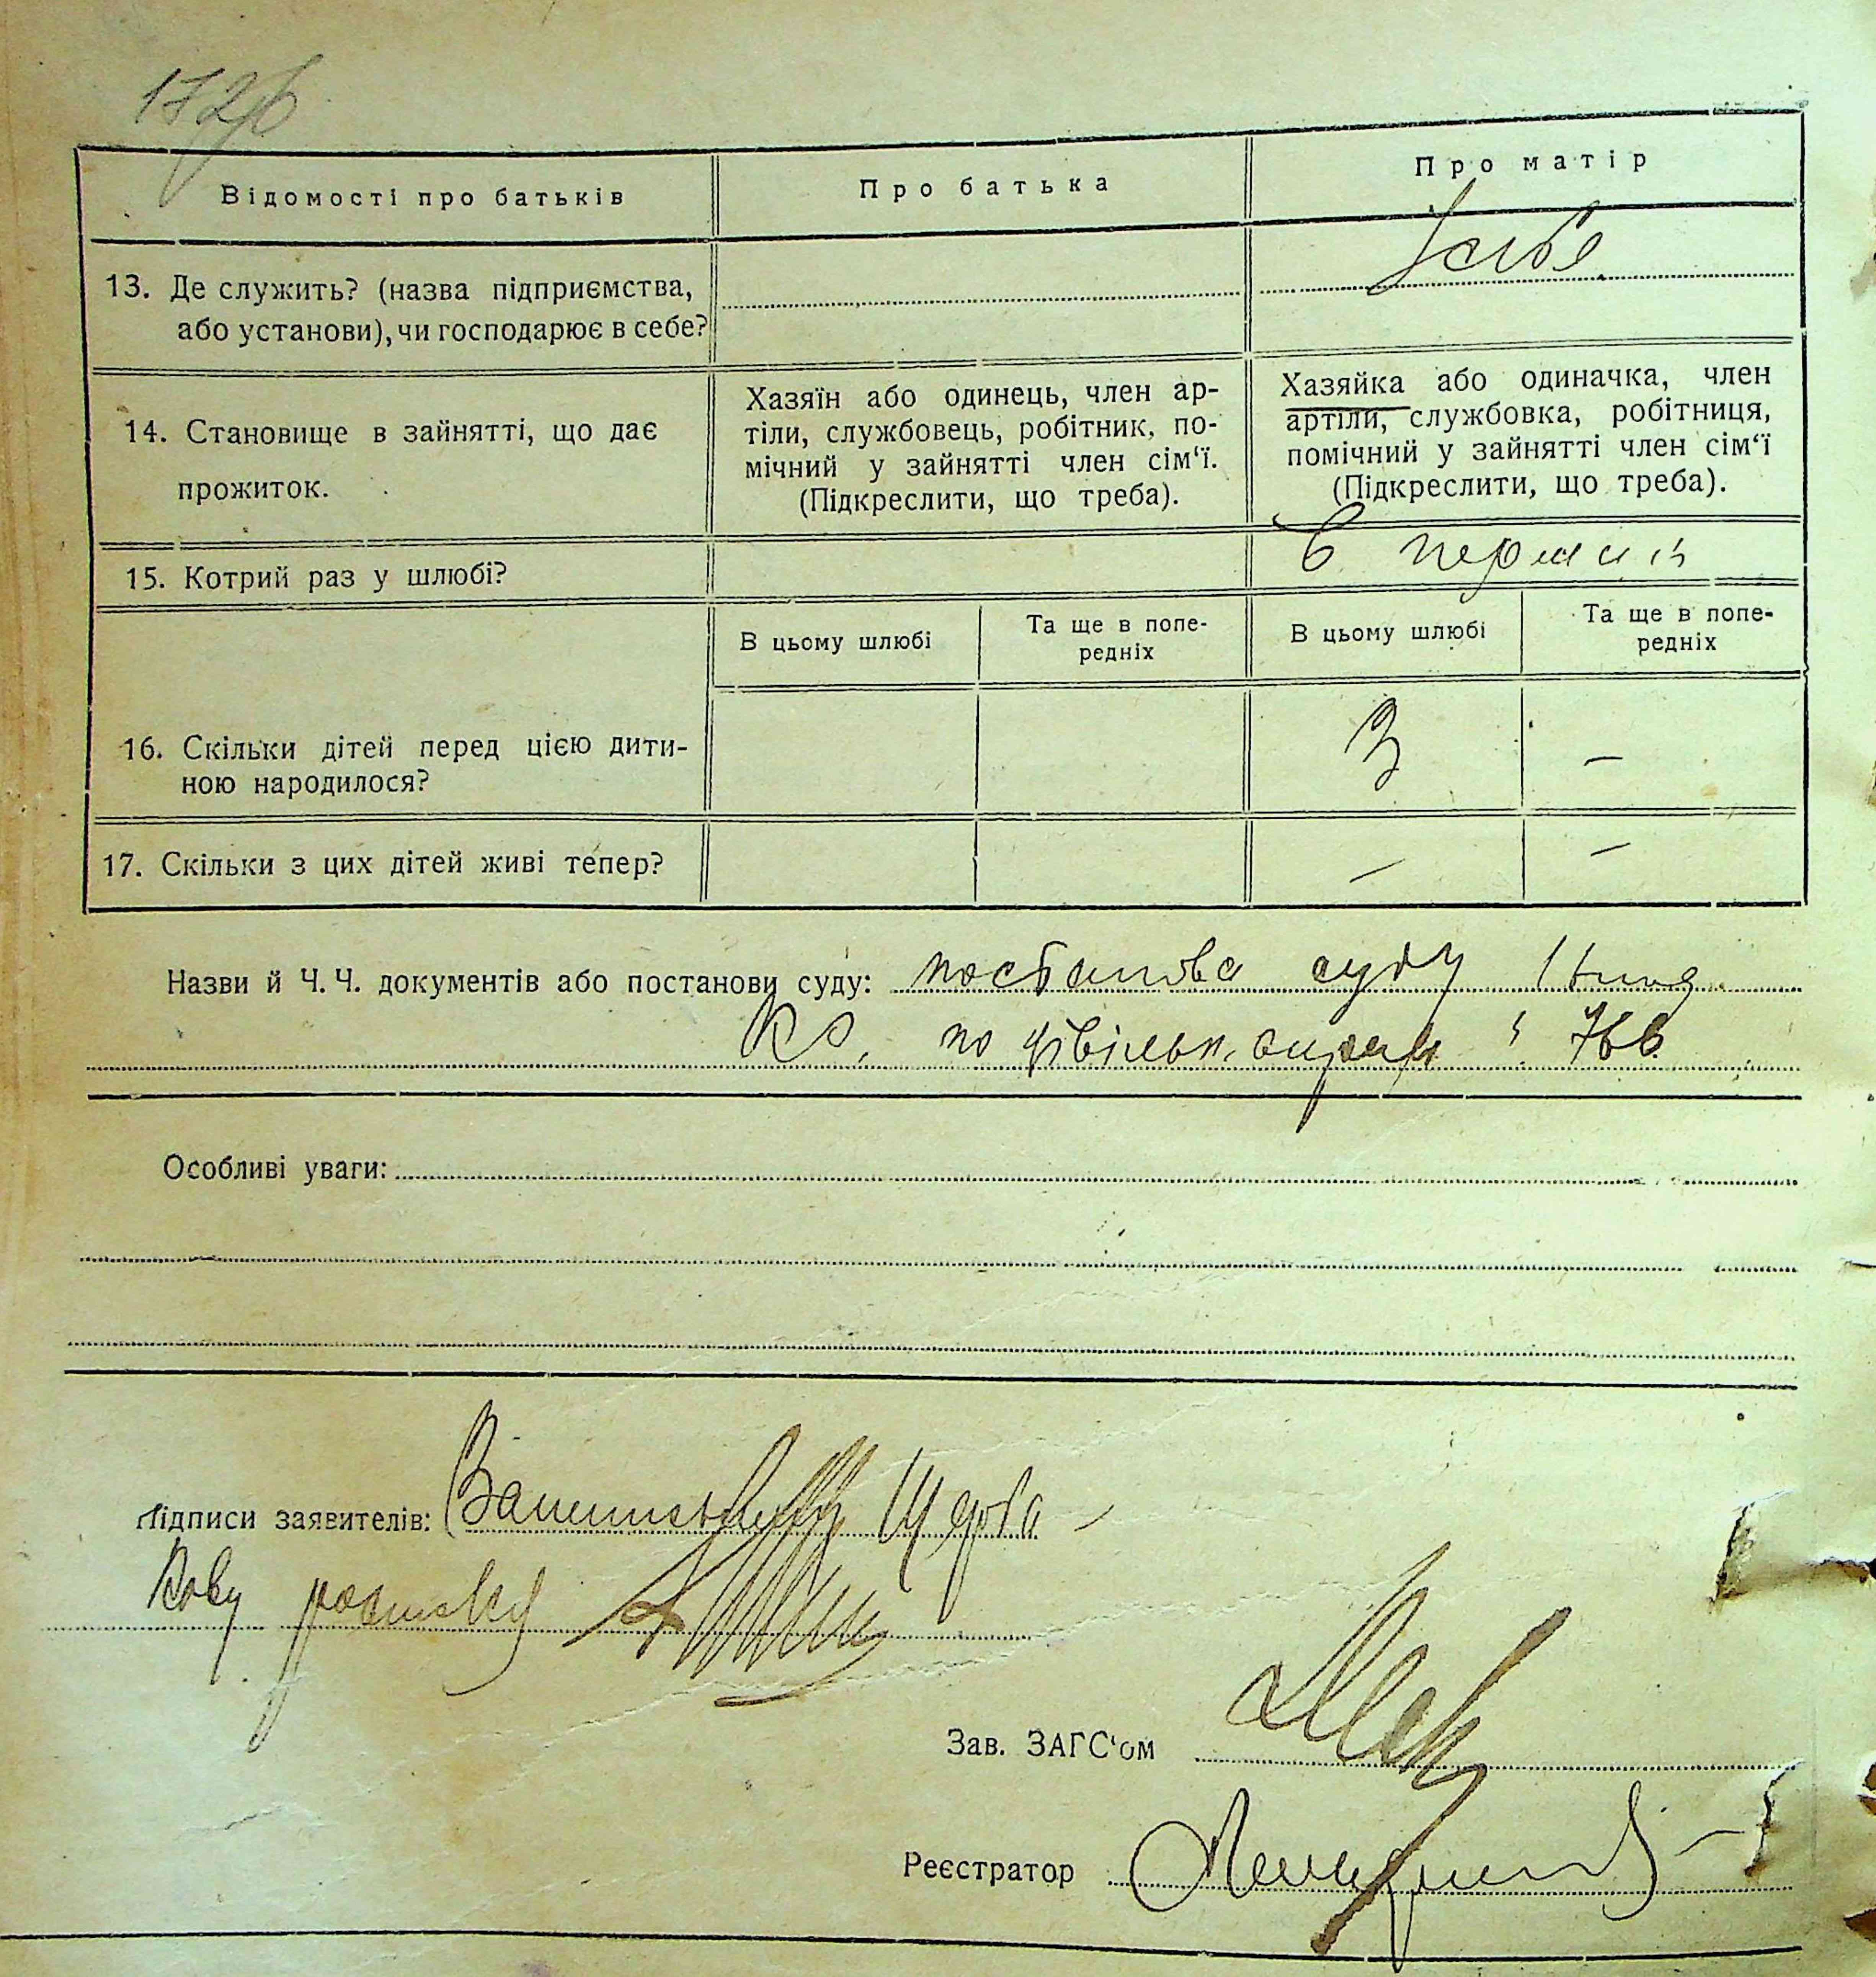 Відомості про батьків
Про батька
Про матір
13. Де служить? (назва підприємства,
або установи), чи господарює в себе?
14. Становище в зайнятті, що дає
прожиток.
Хазяїн або одинець, член ар-
тіли, службовець, робітник, по-
мічний у зайнятті член сім‘ї.
(Підкреслити, що треба).
Хазяйка або одиначка, член
артіли, службовка, робітниця,
помічний у зайнятті член сім‘ї
(Підкреслити, що треба).
15. Котрий раз у шлюбі?
В цьому шлюбі
Та ще в попе-
редніх
В цьому шлюбі
Та ще в попе-
редніх
16. Скільки дітей перед цією дити-
ною народилося?
3
—
17. Скільки з цих дітей живі тепер?
—
—
Назви й Ч. Ч. документів або постанови суду: постанова суду
по 766
Особливі уваги:
Підписи заявителів:
Зав. ЗАГС‘ом
Реєстратор